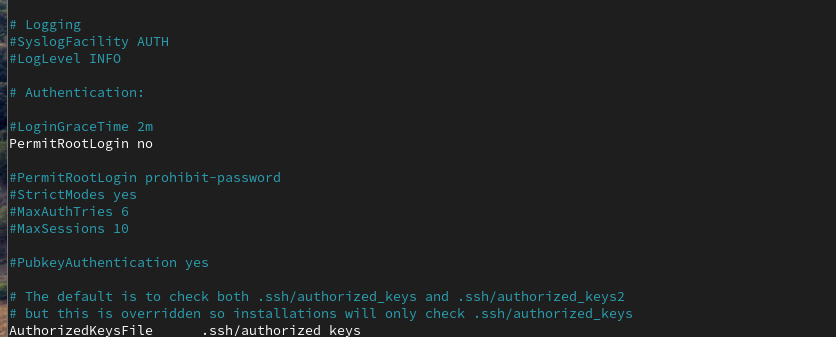 # Logging
#SyslogFacility AUTH
#LogLevel INFO
# Authentication:
#LoginGraceTime 2m
PermitRootLogin no
#PermitRootLogin prohibit-password
#StrictModes yes
#MaxAuthTries 6
#MaxSessions 10
#PubkeyAuthentication yes
# The default is to check both .ssh/authorized_keys and .ssh/authorized_keys2
# but this is overridden so installations will only check .ssh/authorized_keys
AuthorizedKeysFile      .ssh/authorized_keys